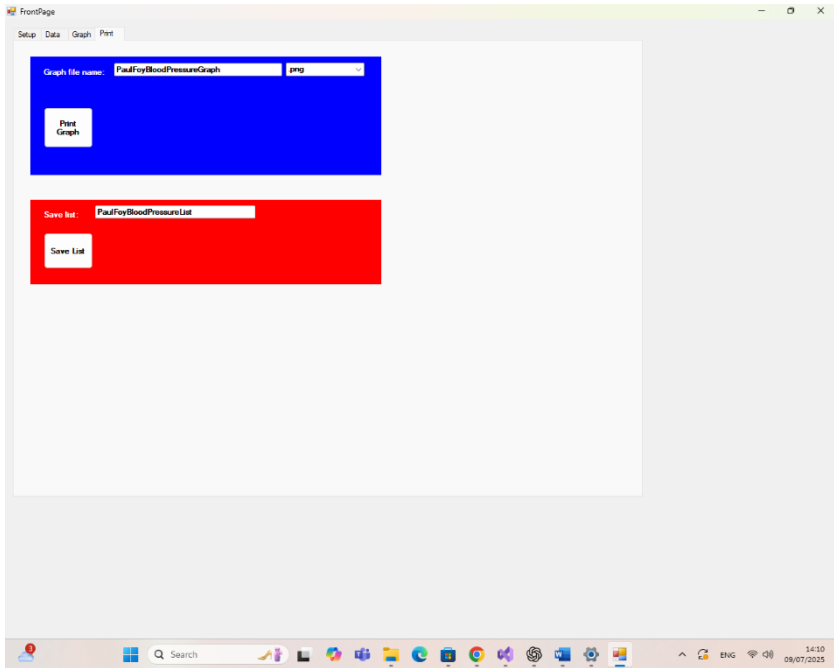 FrontPage
Setup Data Graph Print
Graph file name: PaulFoyBloodPressureGraph png
Print
Graph
Save list: PaulFoyBloodPressureList
Save List
3
Search
ENG
14:10
09/07/2025